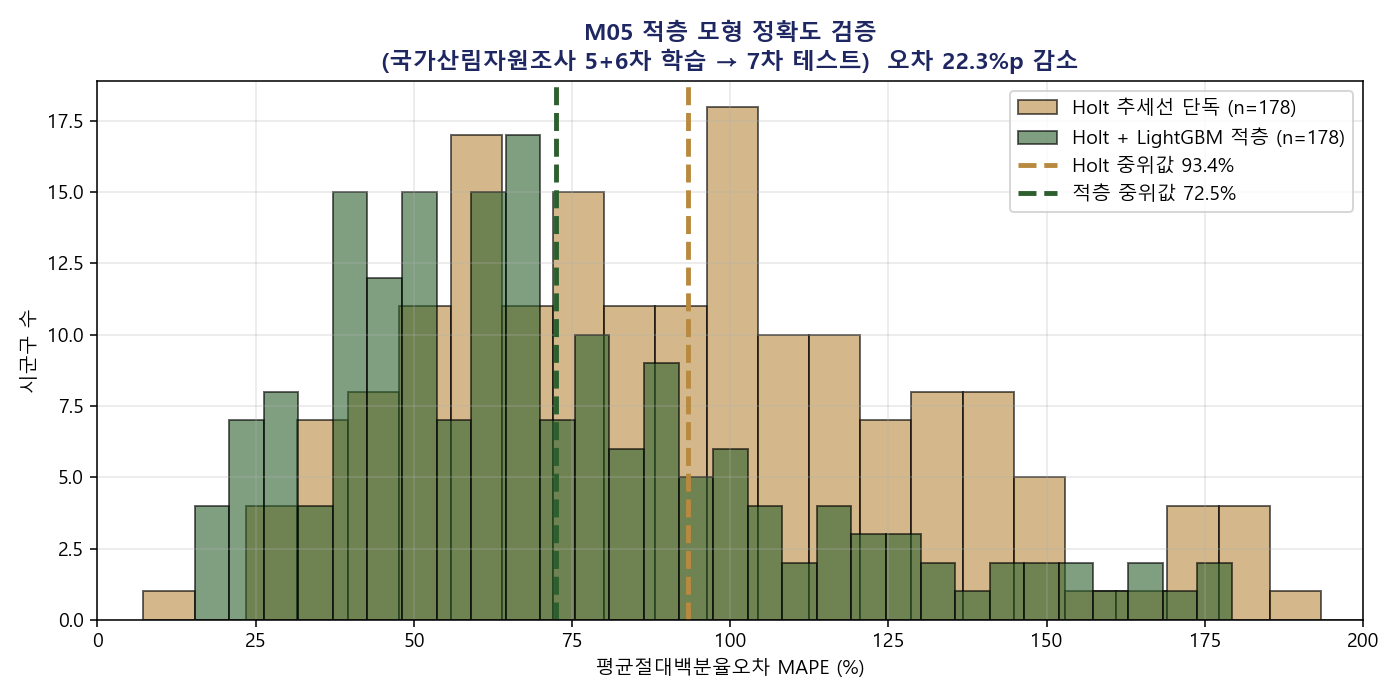 M05 적층 모형 정확도 검증
(국가산림자원조사 5+6차 학습 → 7차 테스트)  오차 22.3%p 감소
Holt 추세선 단독 (n=178)
Holt + LightGBM 적층 (n=178)
Holt 중위값 93.4%
적층 중위값 72.5%
시군구 수
17.5
15.0
12.5
10.0
7.5
5.0
2.5
0.0
0 25 50 75 100 125 150 175 200
평균절대백분율오차 MAPE (%)